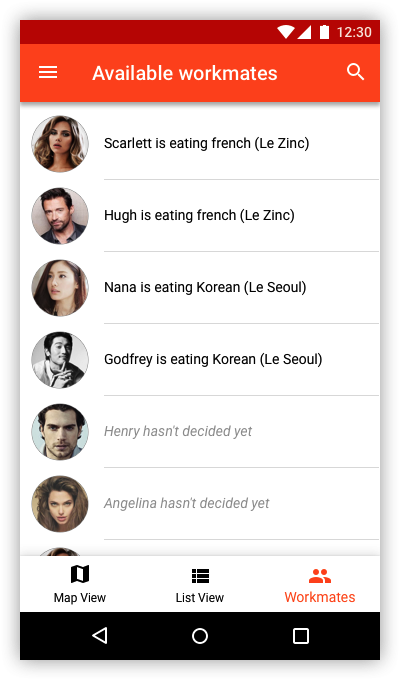 12:30
Available workmates
Scarlett is eating french (Le Zinc)
Hugh is eating french (Le Zinc)
Nana is eating Korean (Le Seoul)
Godfrey is eating Korean (Le Seoul)
Henry hasn't decided yet
Angelina hasn't decided yet
Map View
List View
Workmates